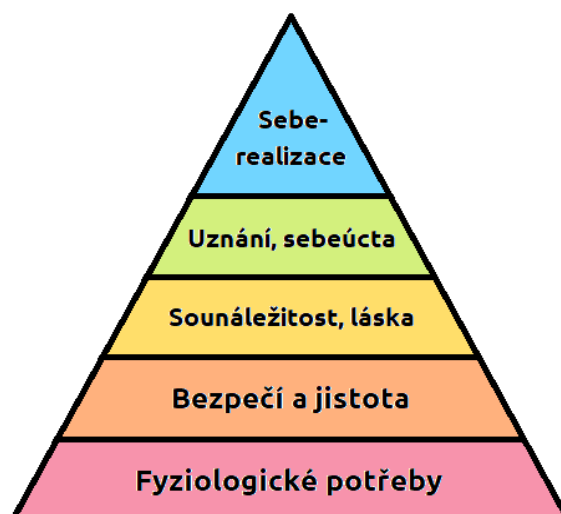 Sebe-
realizace
Uznání, sebeúcta
Sounáležitost, láska
Bezpečí a jistota
Fyziologické potřeby